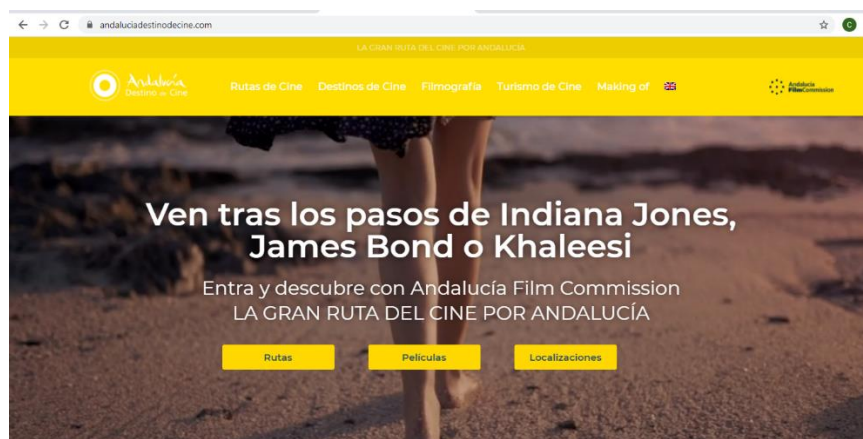 andaluciadestinodecine.com
C
LA GRAN RUTA DEL CINE POR ANDALUCÍA
Andalucía
Destino de Cine
Rutas de Cine Destinos de Cine Filmografía Turismo de Cine Making of
Andalucía
FilmCommission
Ven tras los pasos de Indiana Jones,
James Bond o Khaleesi
Entra y descubre con Andalucía Film Commission
LA GRAN RUTA DEL CINE POR ANDALUCÍA
Rutas Películas Localizaciones